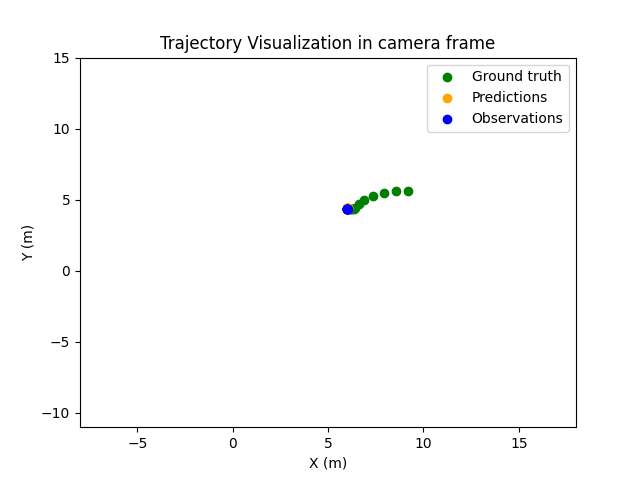 Trajectory Visualization in camera frame
Ground truth
Predictions
Observations
15
10
5
0
−5
−10
Y (m)
−5
0
5
10
15
X (m)